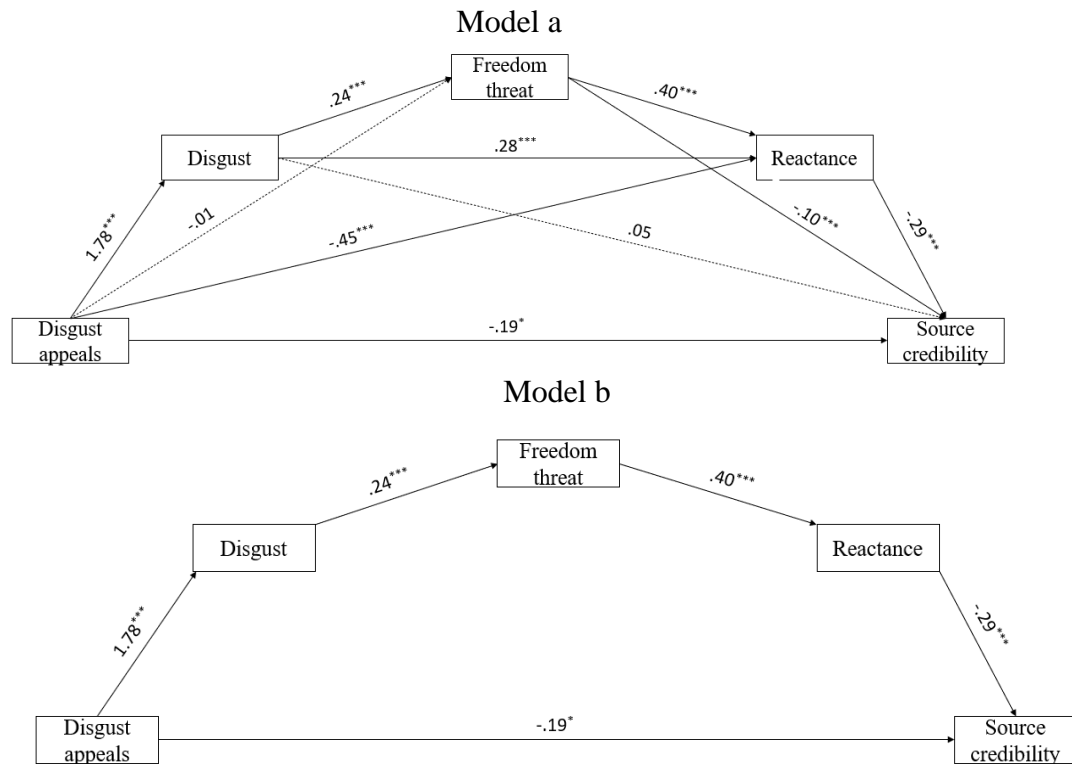 Model a
Freedom
threat
.24***
.40***
Disgust
.28***
Reactance
1.78***
-.01
-.45***
.05
-.10***
-.29***
Disgust
appeals
-.19*
Source
credibility
Model b
Freedom
threat
.24***
.40***
Disgust
Reactance
1.78***
-.29***
Disgust
appeals
-.19*
Source
credibility